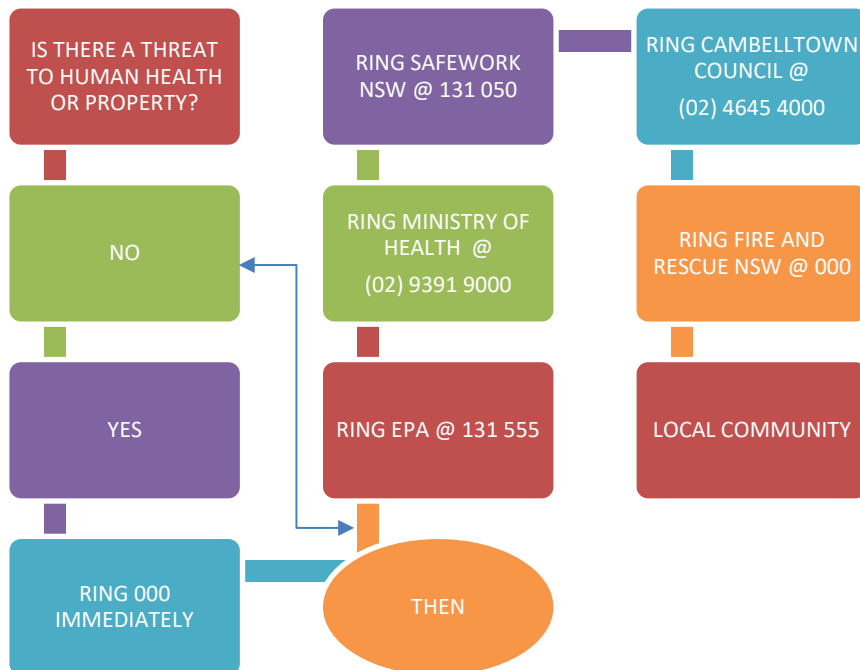 IS THERE A THREAT
TO HUMAN HEALTH
OR PROPERTY?
NO
YES
RING 000
IMMEDIATELY
THEN
RING EPA @ 131 555
RING MINISTRY OF
HEALTH @
(02) 9391 9000
RING SAFEWORK
NSW @ 131 050
RING CAMBELLTOWN
COUNCIL @
(02) 4645 4000
RING FIRE AND
RESCUE NSW @ 000
LOCAL COMMUNITY